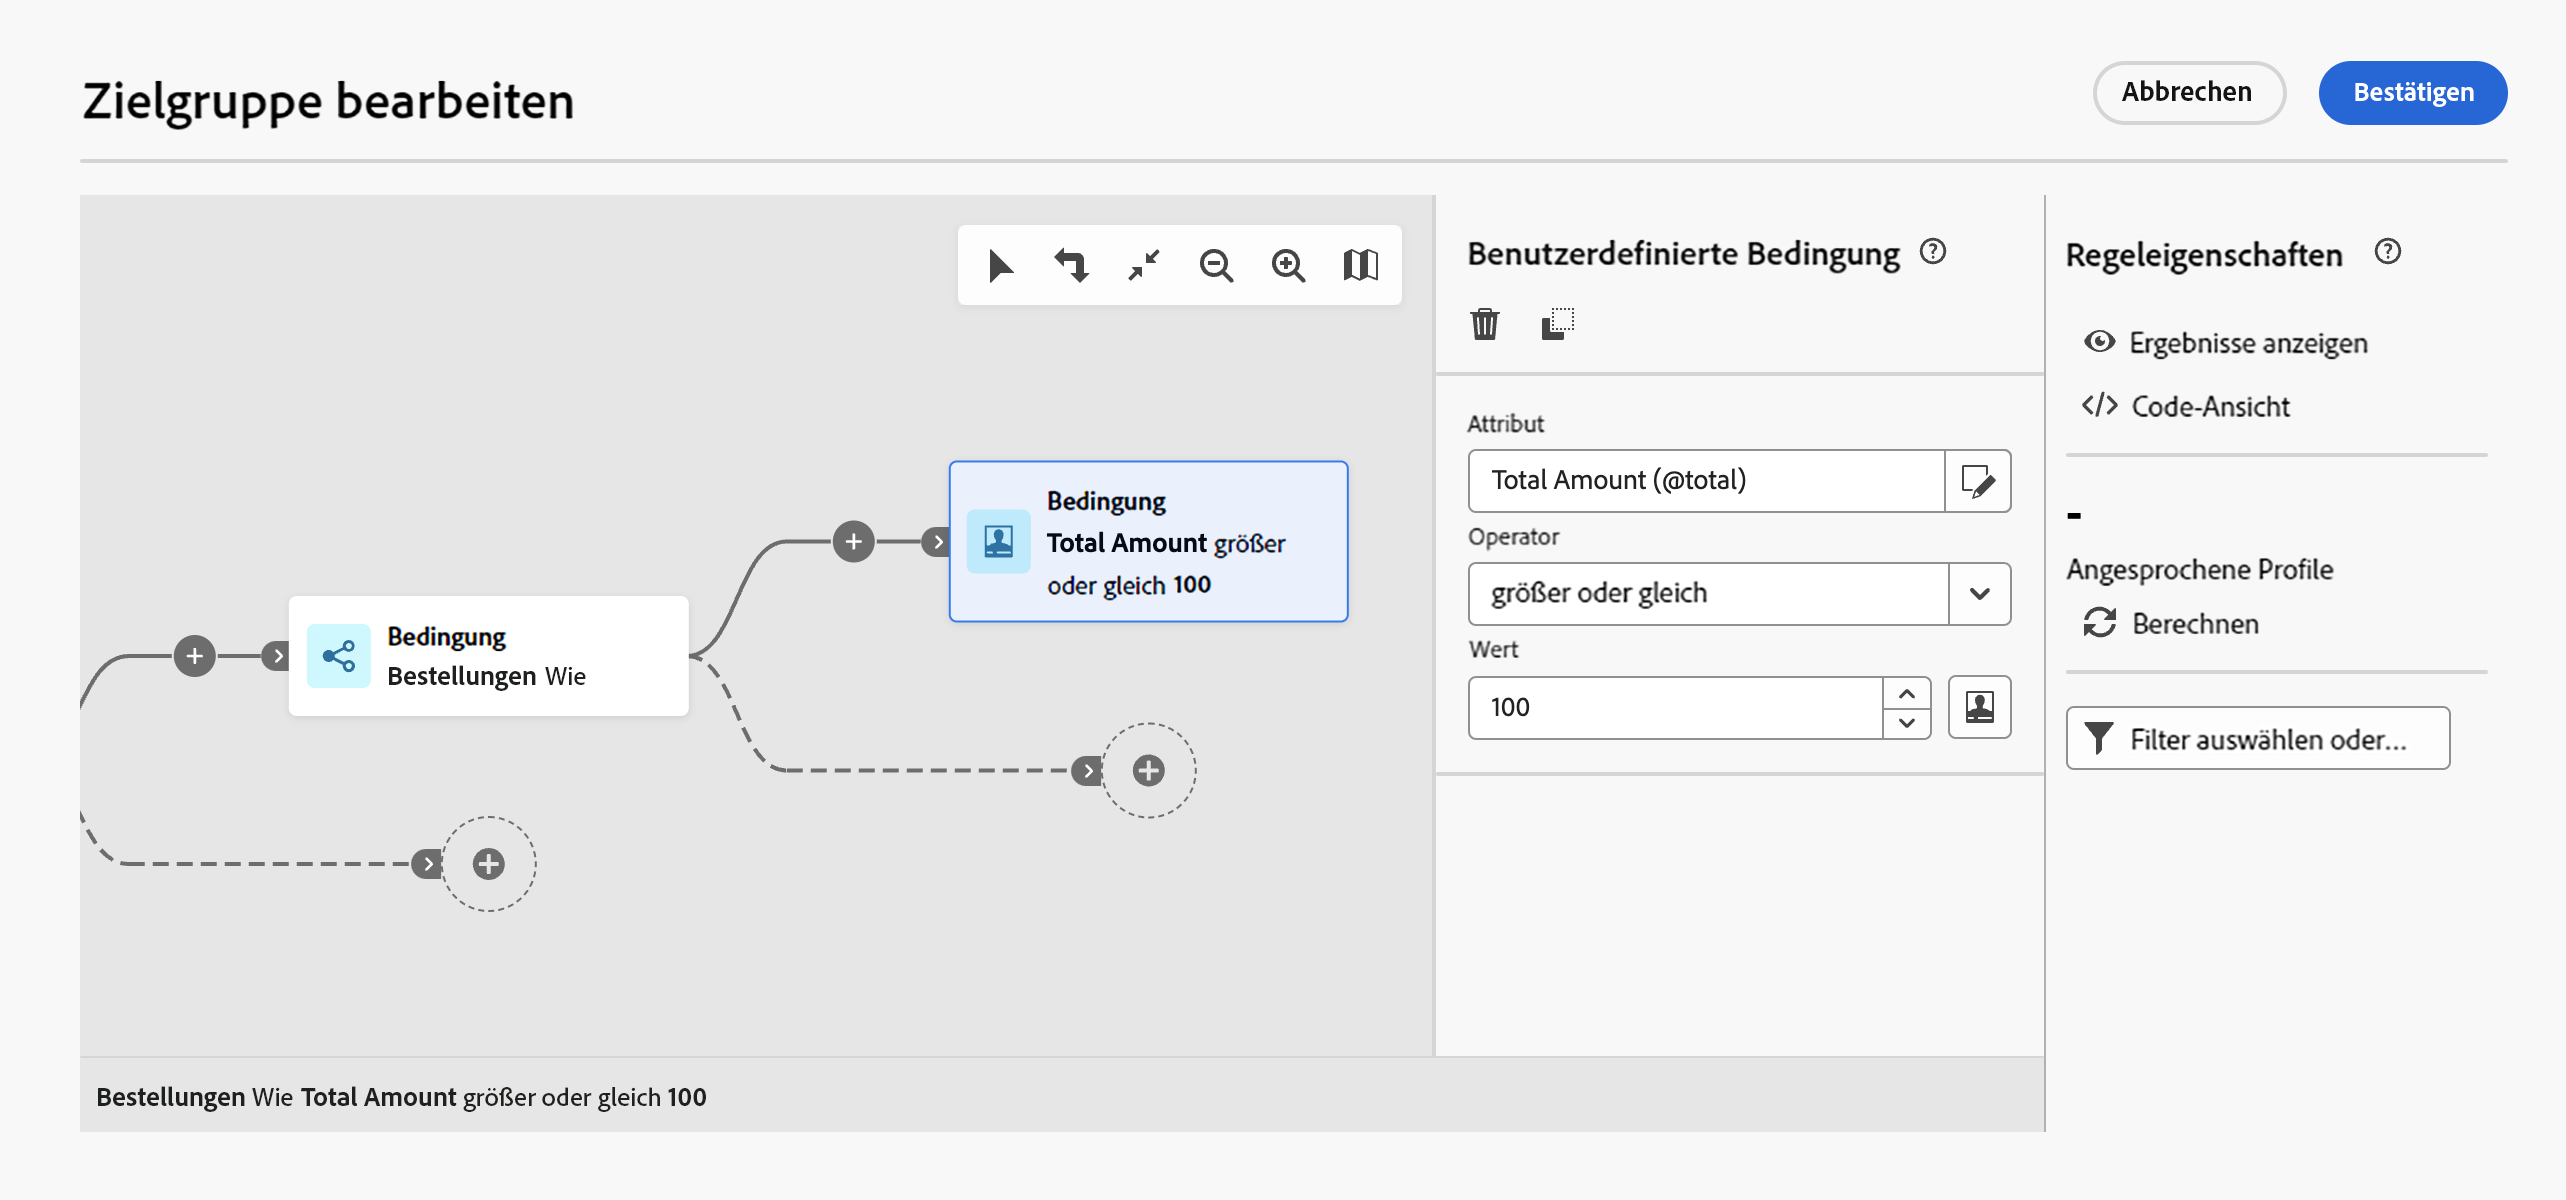 Zielgruppe bearbeiten
Abbrechen
Bestätigen
Bedingung
Bestellungen Wie
Bedingung
Total Amount größer
oder gleich 100
Bestellungen Wie Total Amount größer oder gleich 100
Benutzerdefinierte Bedingung
Attribut
Total Amount (@total)
Operator
größer oder gleich
Wert
100
Regeleigenschaften
Ergebnisse anzeigen
Code-Ansicht
-
Angesprochene Profile
Berechnen
Filter auswählen oder...